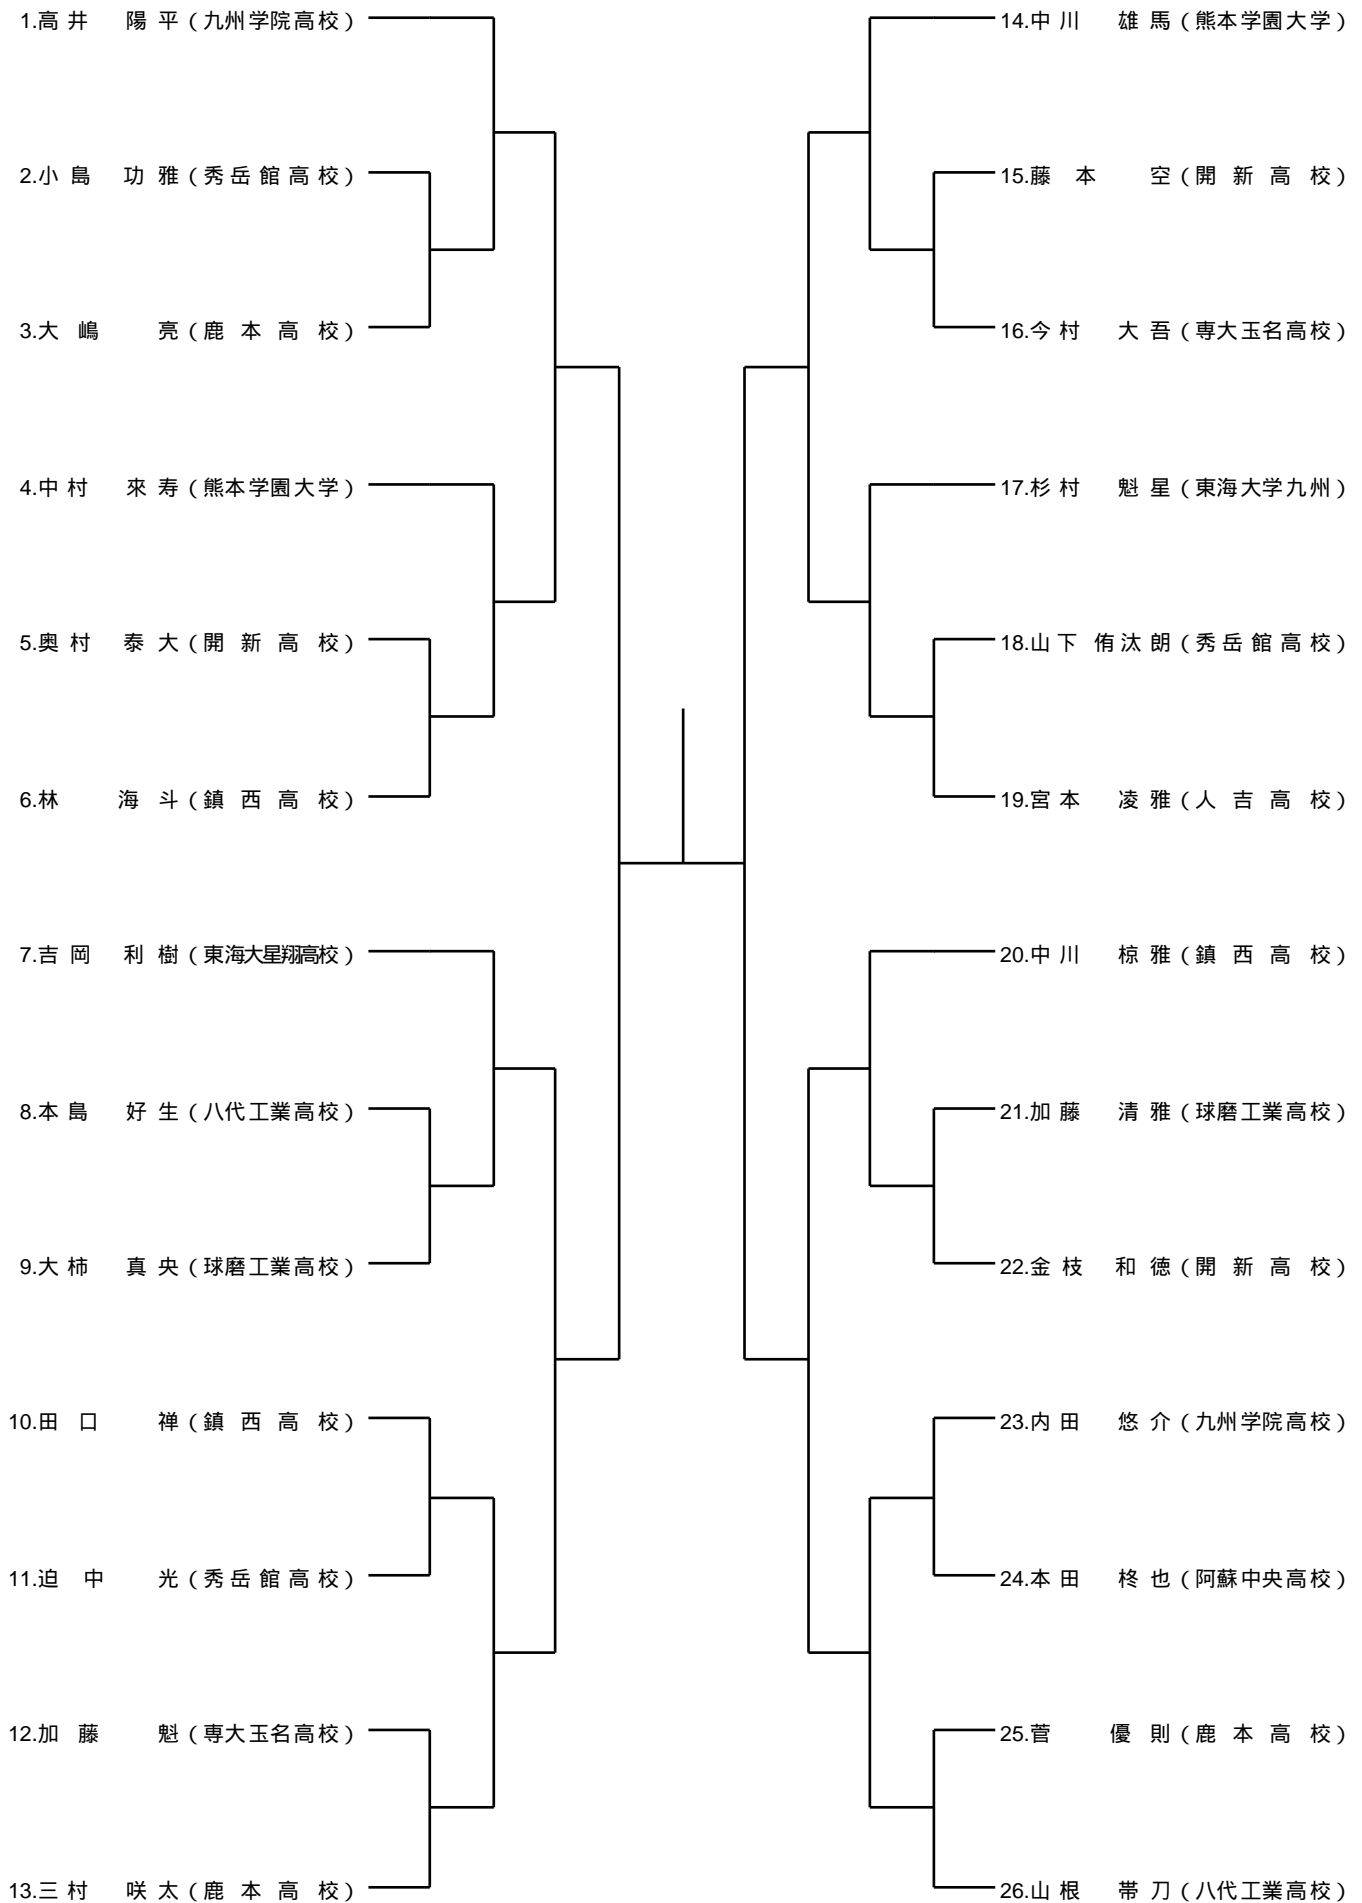 1.高井 陽平(九州学院高校)
2.小島 功雅(秀岳館高校)
3.大嶋 亮(鹿本高校)
4.中村 來寿(熊本学園大学)
5.奥村 泰大(開新高校)
6.林 海斗(鎮西高校)
7.吉岡 利樹(東海大星翔高校)
8.本島 好生(八代工業高校)
9.大柿 真央(球磨工業高校)
10.田口 禅(鎮西高校)
11.迫中 光(秀岳館高校)
12.加藤 魁(専大玉名高校)
13.三村 咲太(鹿本高校)
14.中川 雄馬(熊本学園大学)
15.藤本 空(開新高校)
16.今村 大吾(専大玉名高校)
17.杉村 魁星(東海大学九州)
18.山下 侑汰朗(秀岳館高校)
19.宮本 凌雅(人吉高校)
20.中川 椋雅(鎮西高校)
21.加藤 清雅(球磨工業高校)
22.金枝 和徳(開新高校)
23.内田 悠介(九州学院高校)
24.本田 柊也(阿蘇中央高校)
25.菅 優則(鹿本高校)
26.山根 帯刀(八代工業高校)